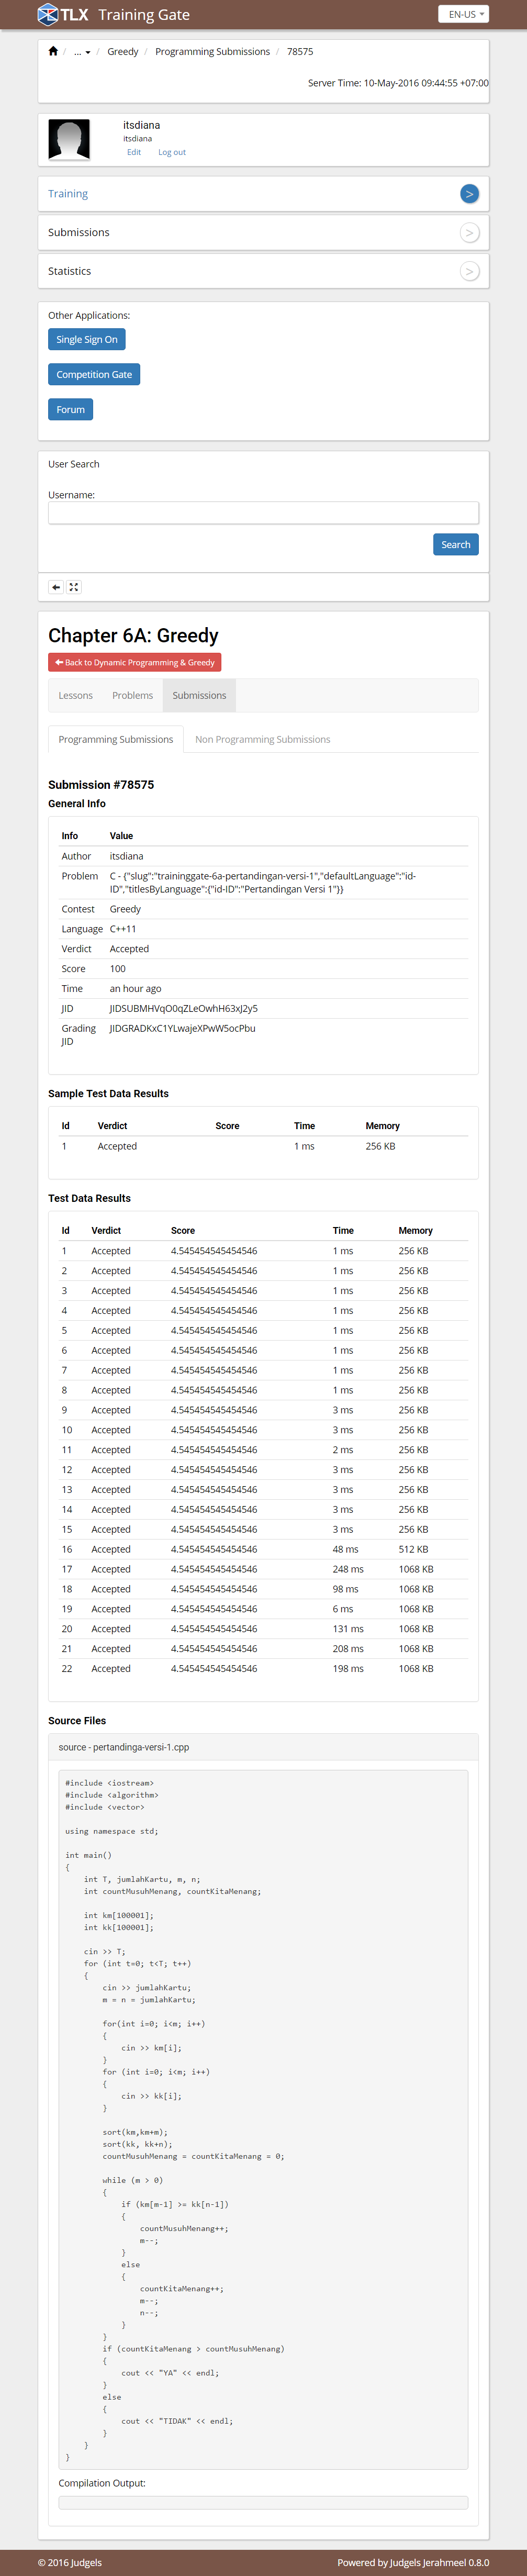 TLX Training Gate
EN-US
... Greedy / Programming Submissions / 78575
Server Time: 10-May-2016 09:44:55 +07:00
itsdiana
itsdiana
Edit Log out
Training
Submissions
Statistics
Other Applications:
Single Sign On
Competition Gate
Forum
User Search
Username:
Search
Chapter 6A: Greedy
Back to Dynamic Programming & Greedy
Lessons Problems Submissions
Programming Submissions Non Programming Submissions
Submission #78575
General Info
Info Value
Author itsdiana
Problem C - {"slug":"traininggate-6a-pertandingan-versi-1","defaultLanguage":"id-
ID","titlesByLanguage":{"id-ID":"Pertandingan Versi 1"}}
Contest Greedy
Language C++11
Verdict Accepted
Score 100
Time an hour ago
JID JIDSUBMHVqO0qZLeOwhH63xJ2y5
Grading JIDGRADKxC1YLwajeXPwW5ocPbu
JID
Sample Test Data Results
Id Verdict Score Time Memory
1 Accepted 1 ms 256 KB
Test Data Results
Id Verdict Score Time Memory
1 Accepted 4.545454545454546 1 ms 256 KB
2 Accepted 4.545454545454546 1 ms 256 KB
3 Accepted 4.545454545454546 1 ms 256 KB
4 Accepted 4.545454545454546 1 ms 256 KB
5 Accepted 4.545454545454546 1 ms 256 KB
6 Accepted 4.545454545454546 1 ms 256 KB
7 Accepted 4.545454545454546 1 ms 256 KB
8 Accepted 4.545454545454546 1 ms 256 KB
9 Accepted 4.545454545454546 3 ms 256 KB
10 Accepted 4.545454545454546 3 ms 256 KB
11 Accepted 4.545454545454546 2 ms 256 KB
12 Accepted 4.545454545454546 3 ms 256 KB
13 Accepted 4.545454545454546 3 ms 256 KB
14 Accepted 4.545454545454546 3 ms 256 KB
15 Accepted 4.545454545454546 3 ms 256 KB
16 Accepted 4.545454545454546 48 ms 512 KB
17 Accepted 4.545454545454546 248 ms 1068 KB
18 Accepted 4.545454545454546 98 ms 1068 KB
19 Accepted 4.545454545454546 6 ms 1068 KB
20 Accepted 4.545454545454546 131 ms 1068 KB
21 Accepted 4.545454545454546 208 ms 1068 KB
22 Accepted 4.545454545454546 198 ms 1068 KB
Source Files
source - pertandinga-versi-1.cpp
#include <iostream>
#include <algorithm>
#include <vector>
using namespace std;
int main()
{
int T, jumlahKartu, m, n;
int countMusuhMenang, countKitaMenang;
int km[100001];
int kk[100001];
cin >> T;
for (int t=0; t<T; t++)
{
cin >> jumlahKartu;
m = n = jumlahKartu;
for(int i=0; i<m; i++)
{
cin >> km[i];
}
for (int i=0; i<m; i++)
{
cin >> kk[i];
}
sort(km,km+m);
sort(kk, kk+n);
countMusuhMenang = countKitaMenang = 0;
while (m > 0)
{
if (km[m-1] >= kk[n-1])
{
countMusuhMenang++;
m--;
}
else
{
countKitaMenang++;
m--;
n--;
}
}
if (countKitaMenang > countMusuhMenang)
{
cout << "YA" << endl;
}
else
{
cout << "TIDAK" << endl;
}
}
}
Compilation Output:
© 2016 Judgels
Powered by Judgels Jerahmeel 0.8.0